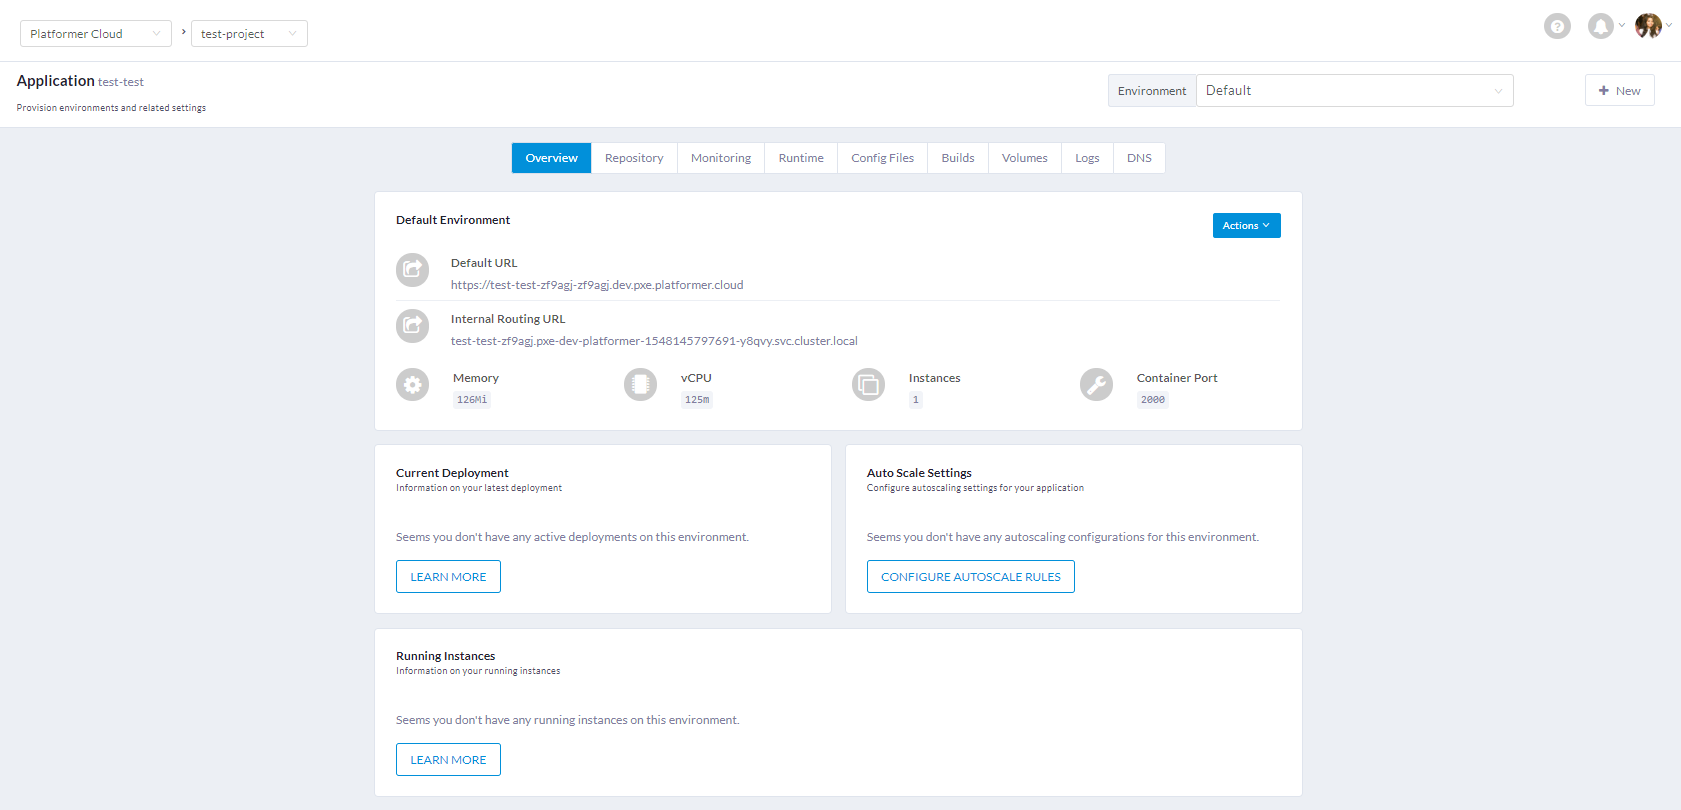 Platformer Cloud > test-project
Application test-test
Provision environments and related settings
Environment Default
+ New
Overview Repository Monitoring Runtime Config Files Builds Volumes Logs DNS
Default Environment
Actions
Default URL
https://test-test-zf9agj-zf9agj.dev.pxe.platformer.cloud
Internal Routing URL
test-test-zf9agj.pxe-dev-platformer-1548145797691-y8qvy.svc.cluster.local
Memory vCPU Instances Container Port
126Mi 125m 1 2000
Current Deployment
Information on your latest deployment
Seems you don't have any active deployments on this environment.
LEARN MORE
Auto Scale Settings
Configure autoscaling settings for your application
Seems you don't have any autoscaling configurations for this environment.
CONFIGURE AUTOSCALE RULES
Running Instances
Information on your running instances
Seems you don't have any running instances on this environment.
LEARN MORE